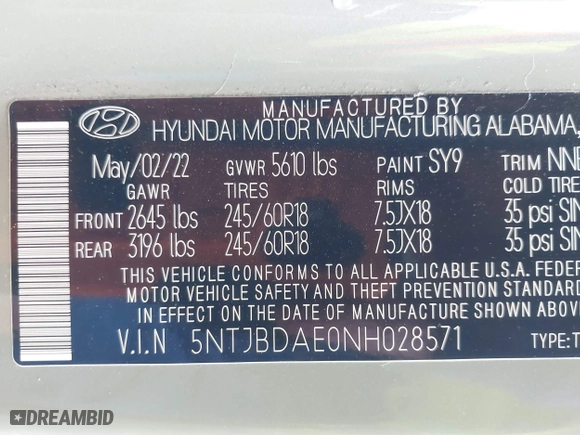 MANUFACTURED BY
HYUNDAI MOTOR MANUFACTURING ALABAMA,
May/02/22 GVWR 5610 lbs PAINT SY9 TRIM
GAWR TIRES RIMS COLD TIRE
FRONT 2645 lbs 245/60R18 7.5JX18 35 psi
REAR 3196 lbs 245/60R18 7.5JX18 35 psi
THIS VEHICLE CONFORMS TO ALL APPLICABLE U.S.A.
MOTOR VEHICLE SAFETY AND THEFT PREVENTION
IN EFFECT ON THE DATE OF MANUFACTURE SHOWN ABOVE
V.I.N 5NTJBDAE0NH028571 TYPE:
DREAMBID